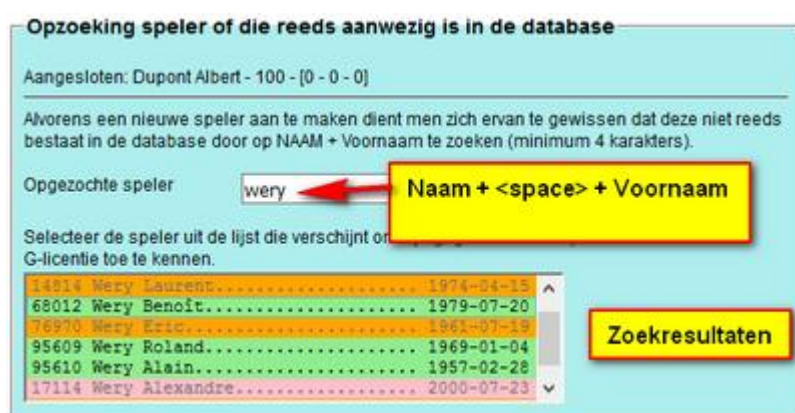 Opzoeking speler of die reeds aanwezig is in de database
Aangesloten: Dupont Albert - 100 - [0 - 0 - 0]
Alvorens een nieuwe speler aan te maken dient men zich ervan te gewissen dat deze niet reeds
bestaat in de database door op NAAM + Voornaam te zoeken (minimum 4 karakters).
Opgezochte speler
wery
Naam + <space> + Voornaam
Selecteer de speler uit de lijst die verschijnt
G-licentie toe te kennen.
14814 Wery Laurent..................... 1974-04-15
68012 Wery Benoît...................... 1979-07-20
76970 Wery Eric........................ 1961-07-19
95609 Wery Roland...................... 1969-01-04
95610 Wery Alain....................... 1957-02-28
17114 Wery Alexandre................... 2000-07-23
Zoekresultaten